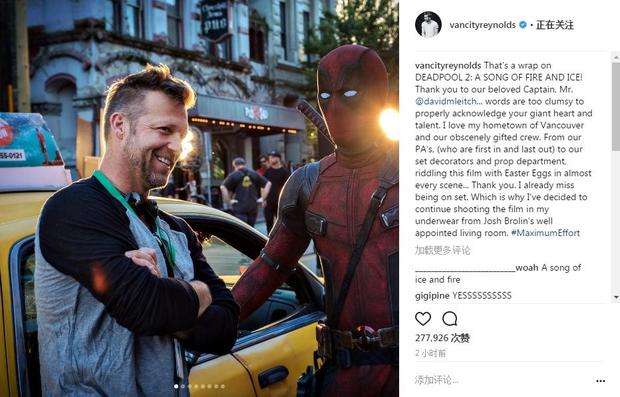 vancityreynolds • 正在关注
vancityreynolds That's a wrap on
DEADPOOL 2: A SONG OF FIRE AND ICE!
Thank you to our beloved Captain. Mr.
@davidmleitch... words are too clumsy to
properly acknowledge your giant heart and
talent. I love my hometown of Vancouver
and our obscenely gifted crew. From our
PA's, (who are first in and last out) to our
set decorators and prop department,
riddling this film with Easter Eggs in almost
every scene... Thank you. I already miss
being on set. Which is why I've decided to
continue shooting the film in my
underwear from Josh Brolin's well
appointed living room. #MaximumEffort
加载更多评论
_______________________woah A song of
ice and fire
gigipine YESSSSSSSSS
277,926 次赞
2 小时前
添加评论...
55-0121